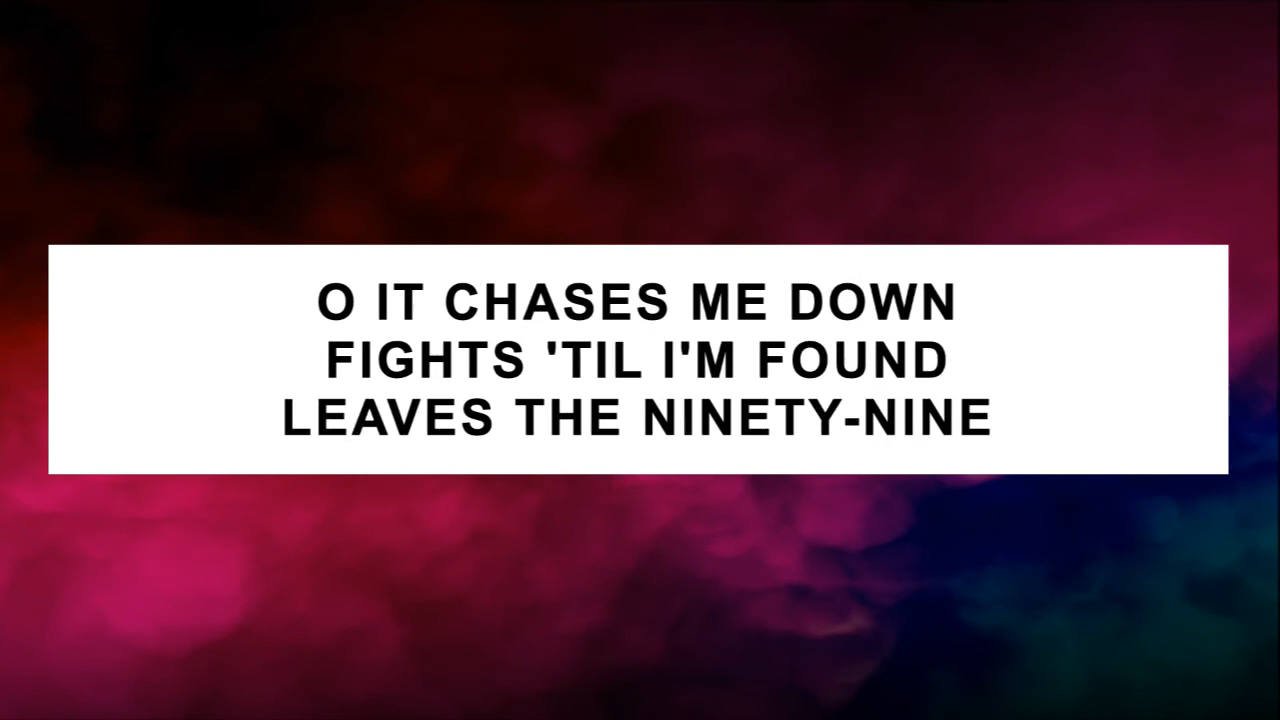 O IT CHASES ME DOWN
FIGHTS 'TIL I'M FOUND
LEAVES THE NINETY-NINE